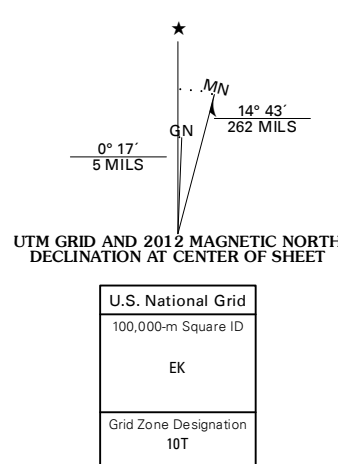 ★
MN
GN
14° 43´
262 MILS
0° 17´
5 MILS
UTM GRID AND 2012 MAGNETIC NORTH
DECLINATION AT CENTER OF SHEET
U.S. National Grid
100,000-m Square ID
EK
Grid Zone Designation
10T